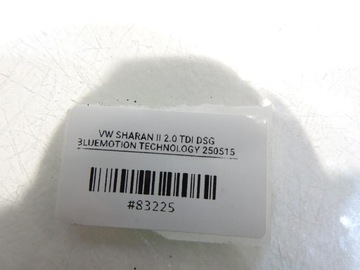 VW SHARAN II 2.0 TDI DSG
BLUEMOTION TECHNOLOGY 250515
#83225